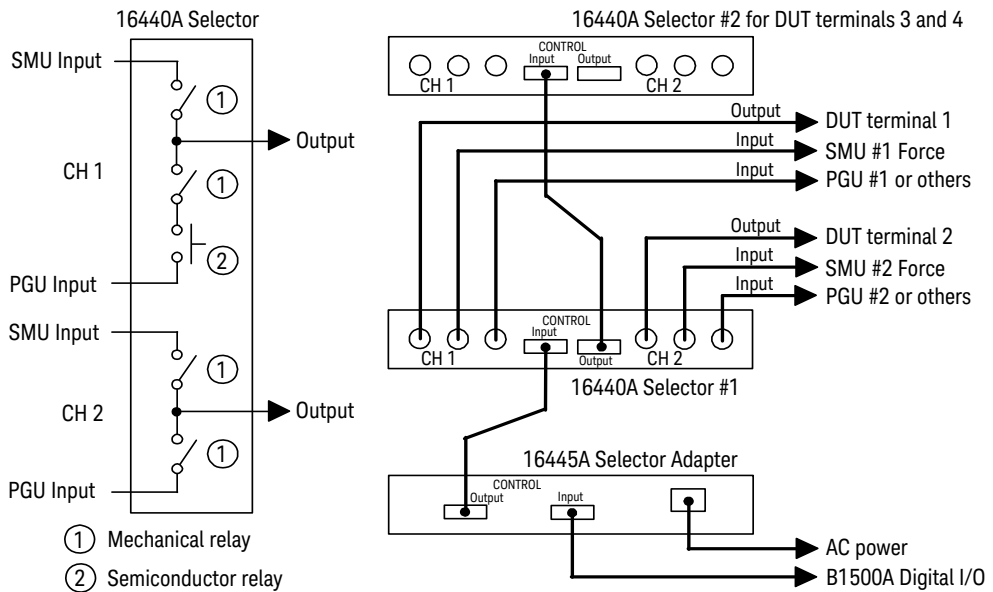 16440A Selector
SMU Input
1
Output
CH 1
1
2
PGU Input
SMU Input
1
CH 2
Output
1
PGU Input
1 Mechanical relay
2 Semiconductor relay
16440A Selector #2 for DUT terminals 3 and 4
CONTROL
Input Output
CH 1 CH 2
Output DUT terminal 1
Input SMU #1 Force
Input PGU #1 or others
Output DUT terminal 2
Input SMU #2 Force
Input PGU #2 or others
CONTROL
Input
CH 1 Output CH 2
16440A Selector #1
16445A Selector Adapter
CONTROL
Output Input
AC power
B1500A Digital I/O